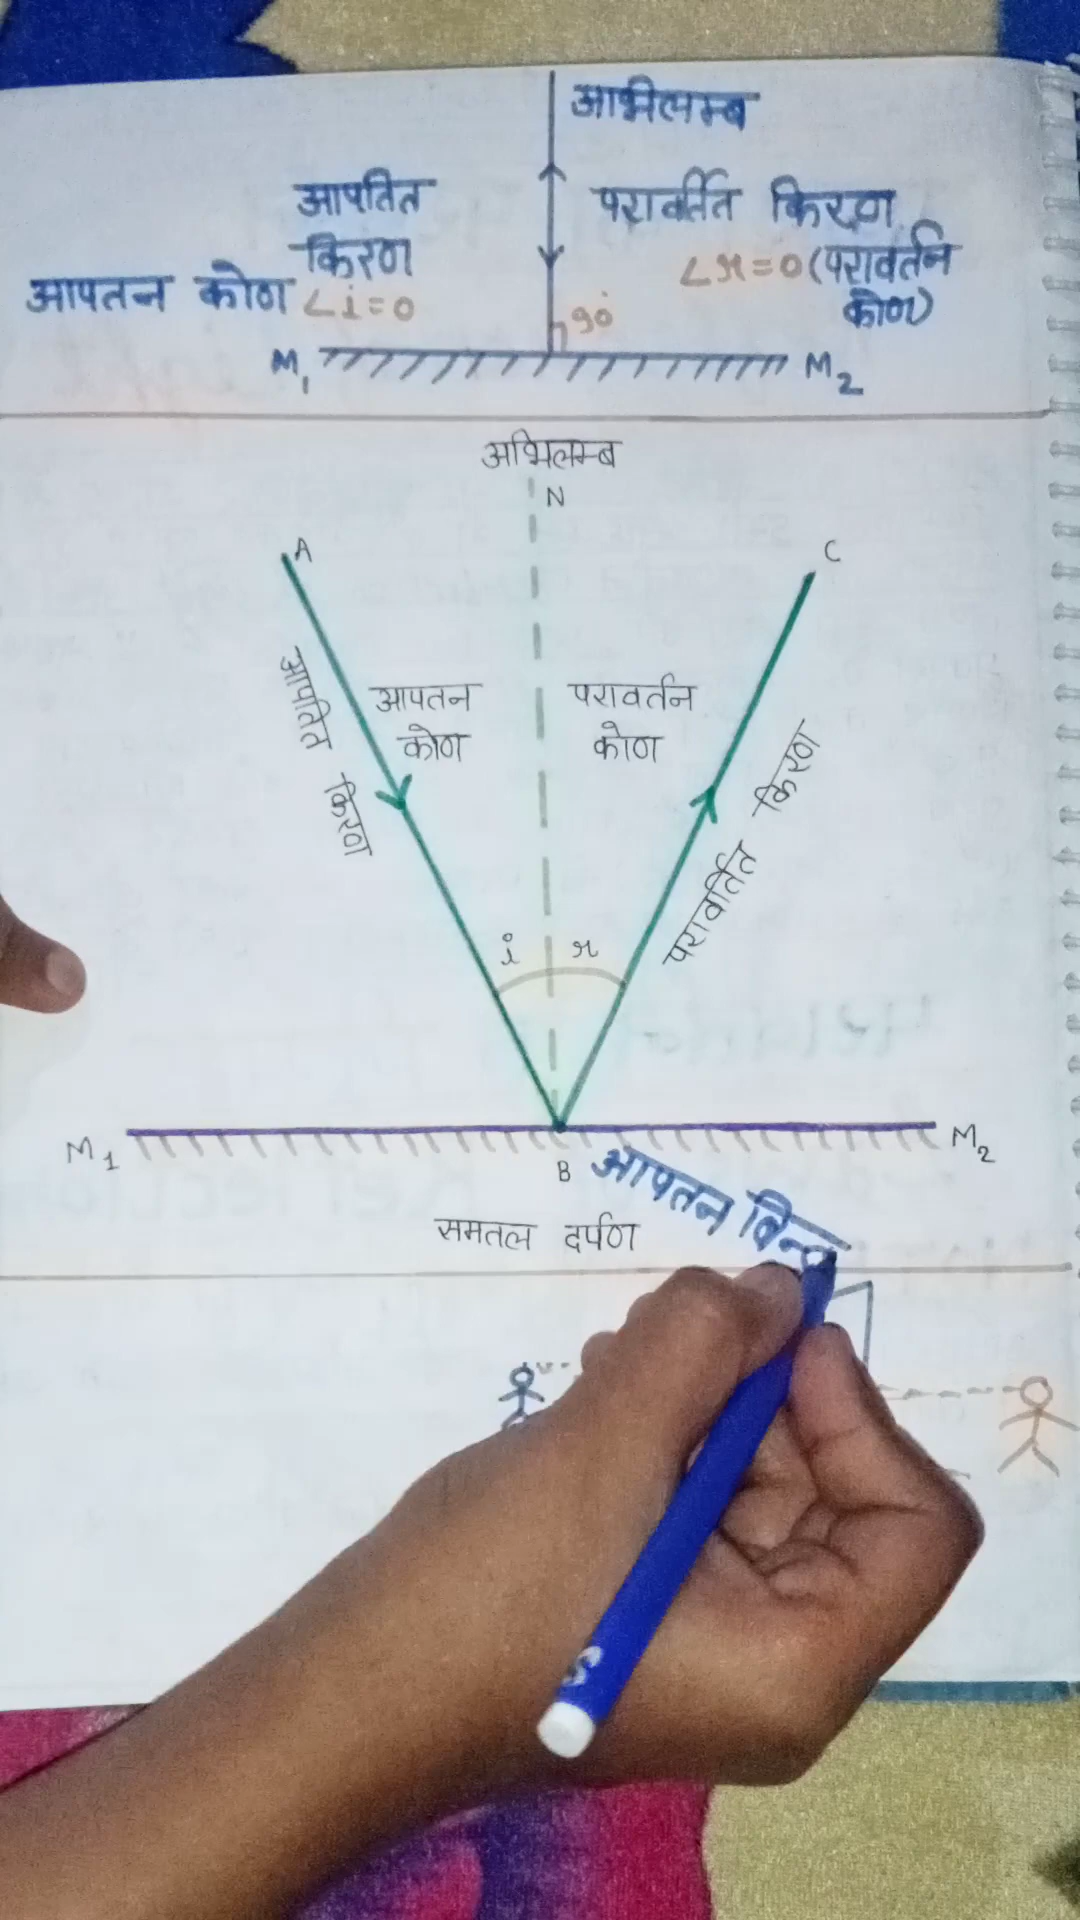 अभिलम्ब
आपतित
किरण
परावर्तित किरण
आपतन कोण ∠i=0
∠r=0 (परावर्तन
कोण)
90°
M1
M2
अभिलम्ब
N
A
C
आपतित किरण
आपतन
कोण
परावर्तन
कोण
परावर्तित किरण
i
r
M1
M2
B
आपतन बिन्दु
समतल दर्पण